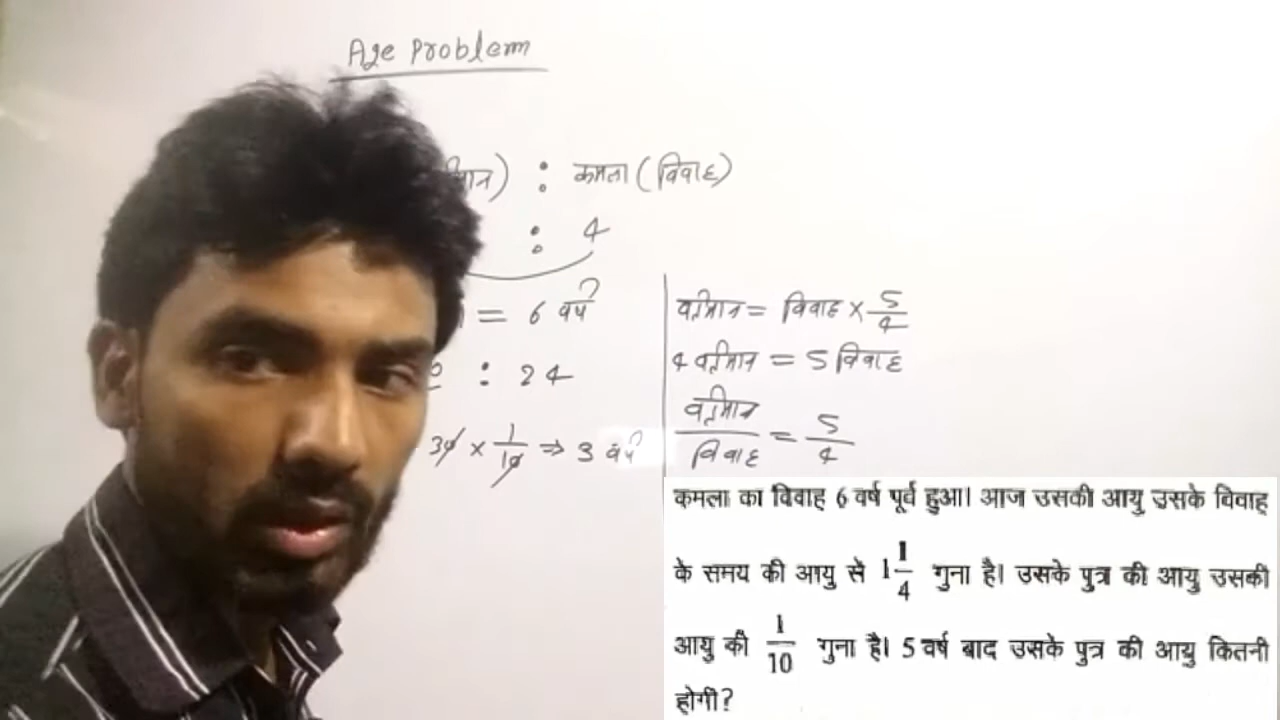 Age Problem
: कमला (विवाह)
: 4
= 6 वर्ष
: 24
30 × 1/10 ⇒ 3 वर्ष
वर्तमान = विवाह × 5/4
4 वर्तमान = 5 विवाह
वर्तमान/विवाह = 5/4
कमला का विवाह 6 वर्ष पूर्व हुआ। आज उसकी आयु उसके विवाह
के समय की आयु से 1 1/4 गुना है। उसके पुत्र की आयु उसकी
आयु की 1/10 गुना है। 5 वर्ष बाद उसके पुत्र की आयु कितनी
होगी?